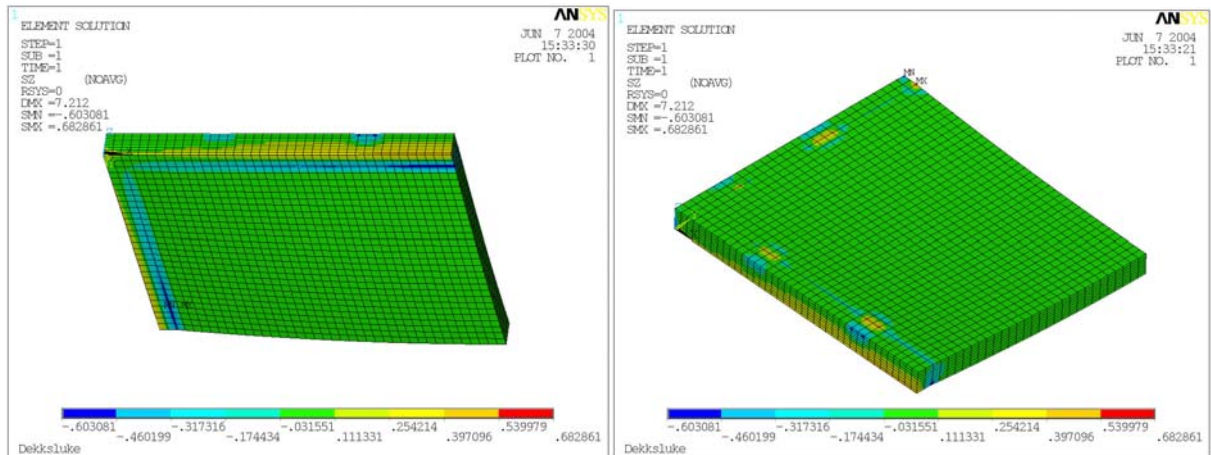 1
ANSYS
ELEMENT SOLUTION
JUN 7 2004
STEP=1
15:33:30
SUB =1
PLOT NO. 1
TIME=1
SZ (NOAVG)
RSYS=0
DMX =7.212
SMN =-.603081
SMX =.682861
-.603081 -.317316 -.031551 .254214 .539979
-.460199 -.174434 .111331 .397096 .682861
Dekksluke
1
ANSYS
ELEMENT SOLUTION
JUN 7 2004
STEP=1
15:33:21
SUB =1
PLOT NO. 1
TIME=1
SZ (NOAVG)
RSYS=0
DMX =7.212
SMN =-.603081
SMX =.682861
MN
MX
-.603081 -.317316 -.031551 .254214 .539979
-.460199 -.174434 .111331 .397096 .682861
Dekksluke